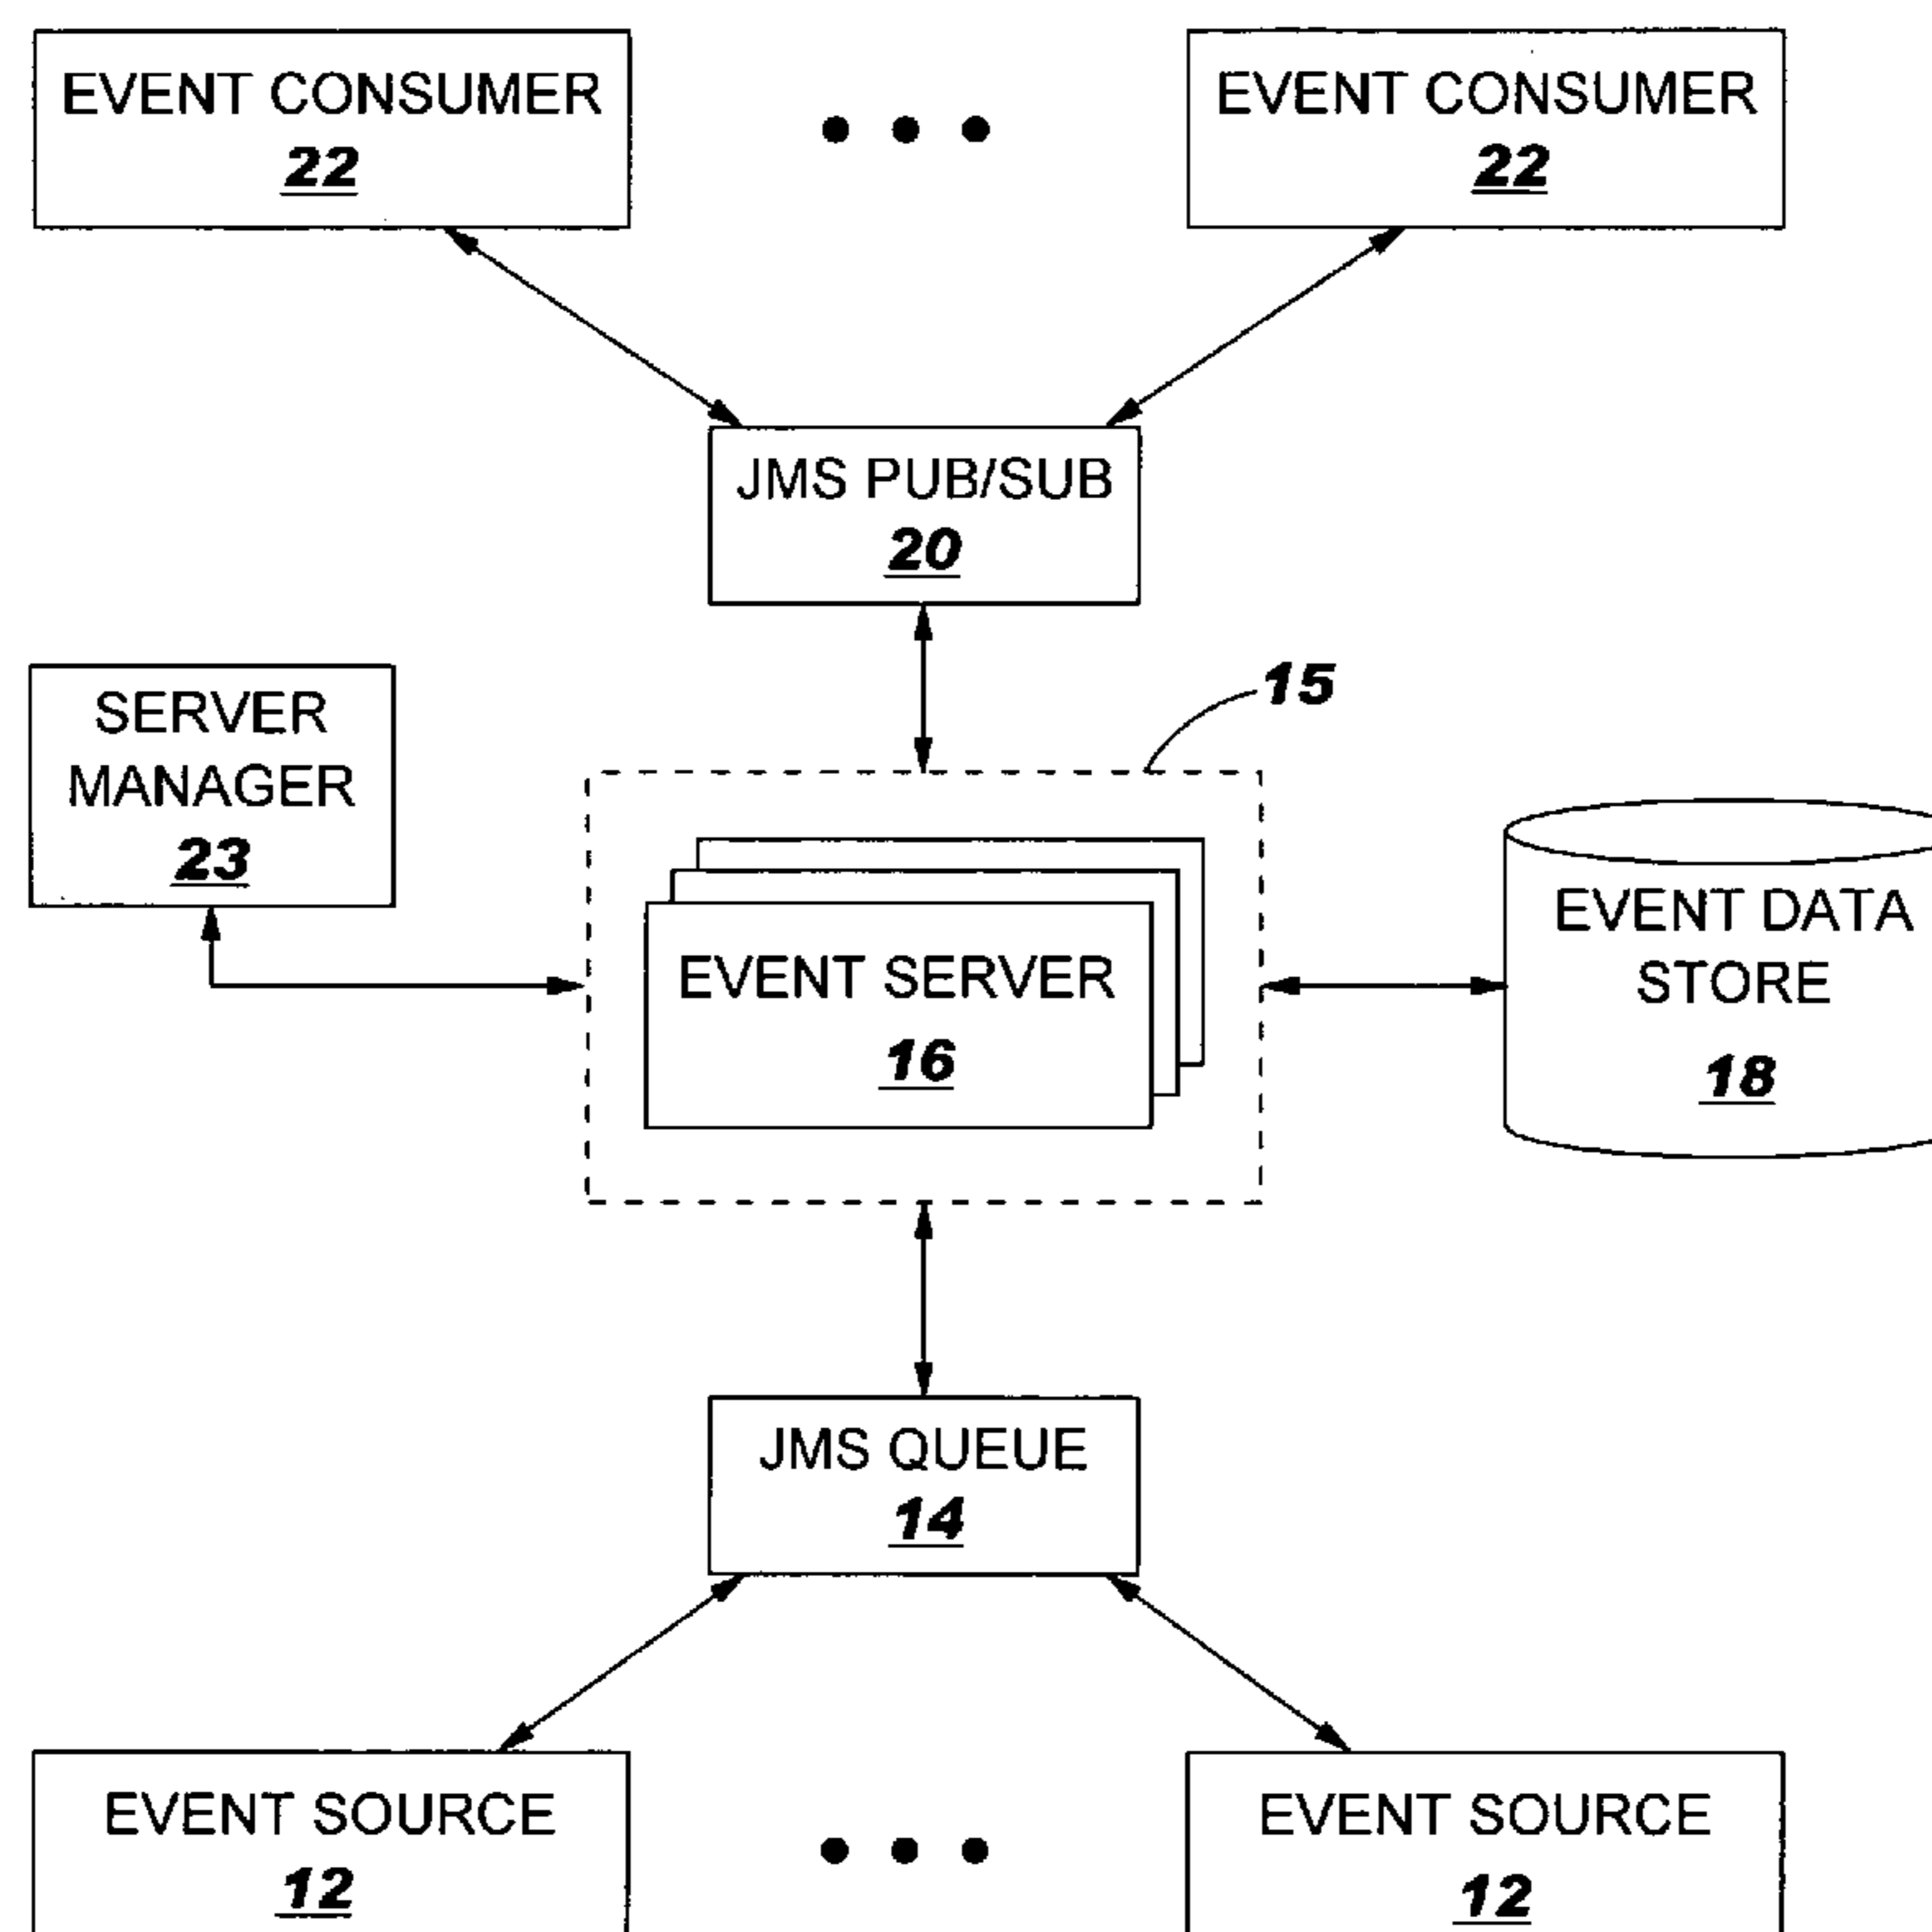 EVENT CONSUMER
22
EVENT CONSUMER
22
JMS PUB/SUB
20
SERVER
MANAGER
23
15
EVENT SERVER
16
EVENT DATA
STORE
18
JMS QUEUE
14
EVENT SOURCE
12
EVENT SOURCE
12